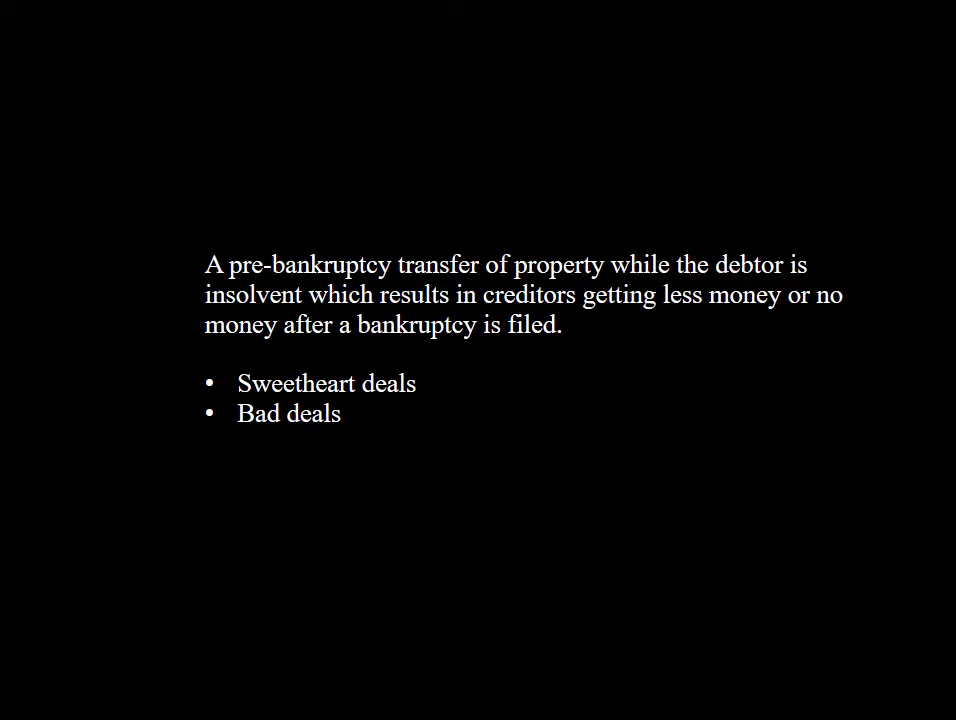 A pre-bankruptcy transfer of property while the debtor is
insolvent which results in creditors getting less money or no
money after a bankruptcy is filed.
• Sweetheart deals
• Bad deals